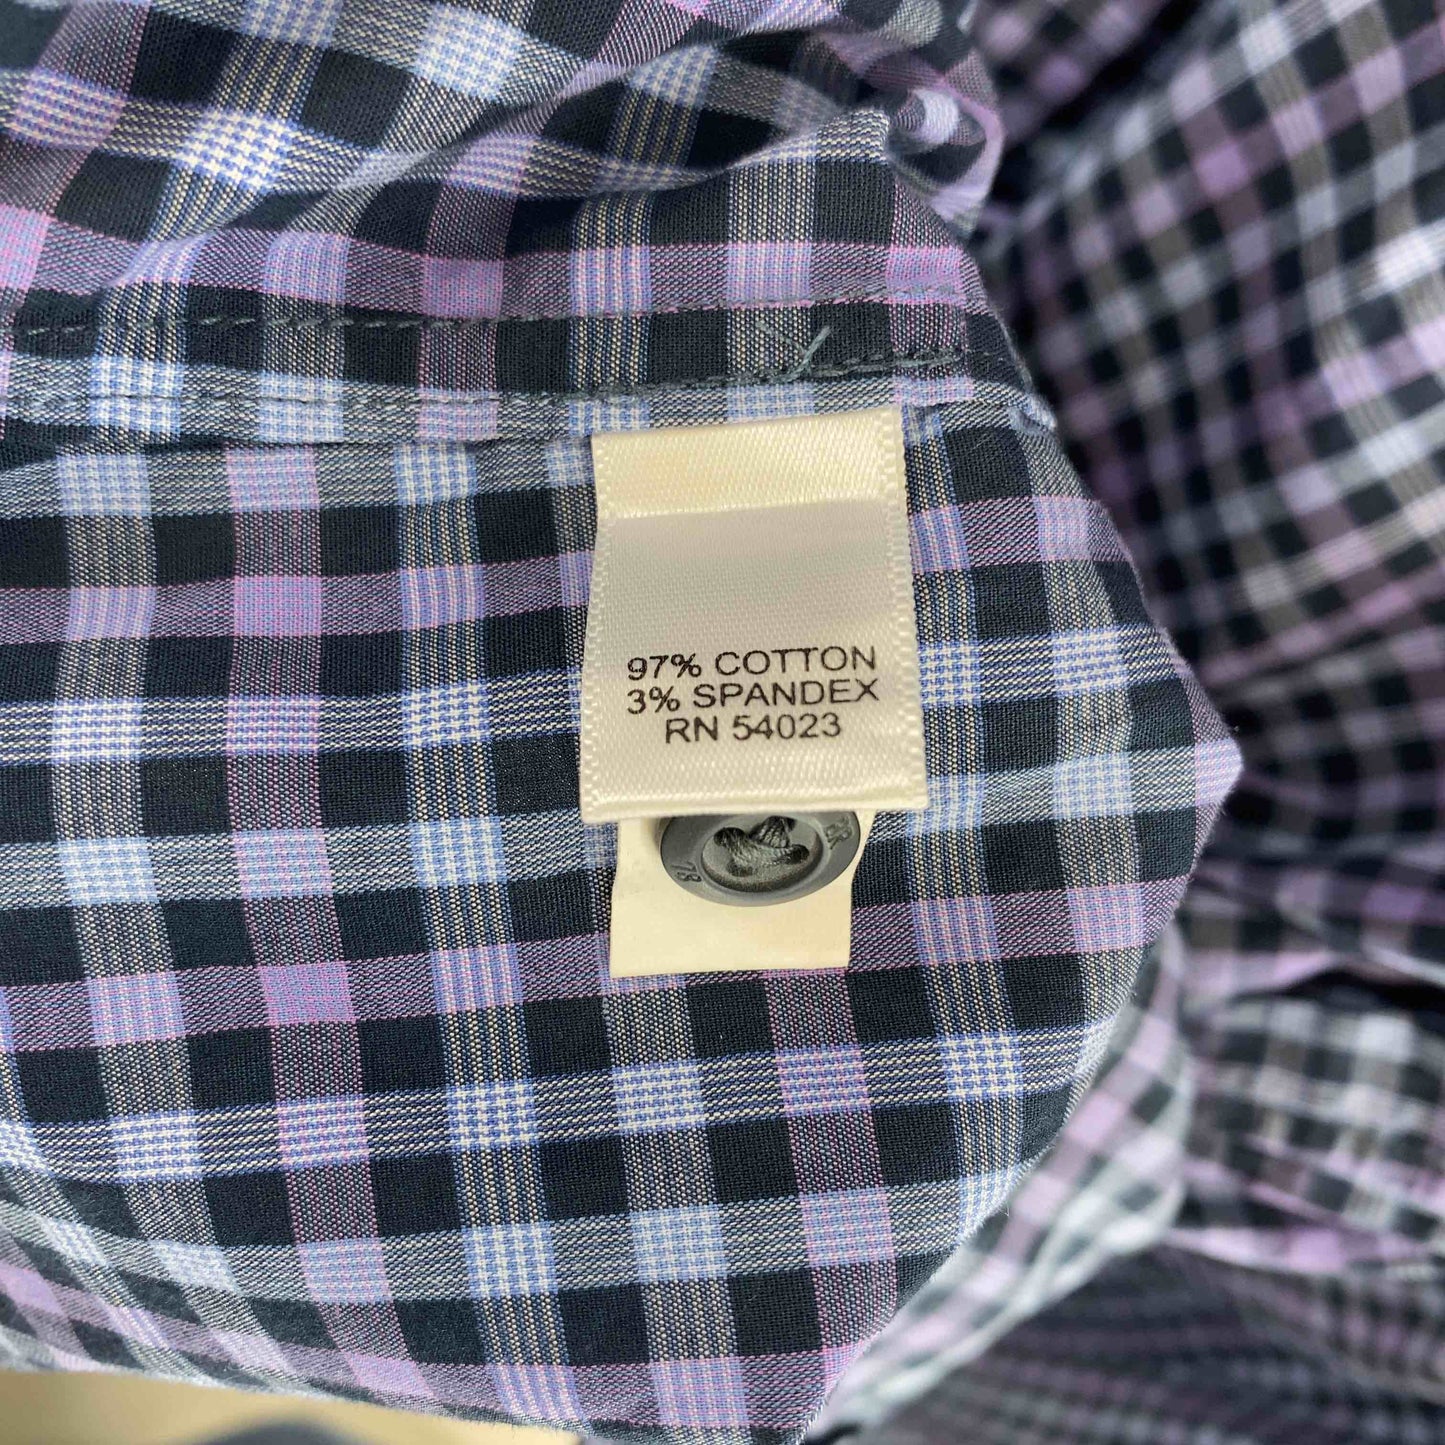 97% COTTON
3% SPANDEX
RN 54023